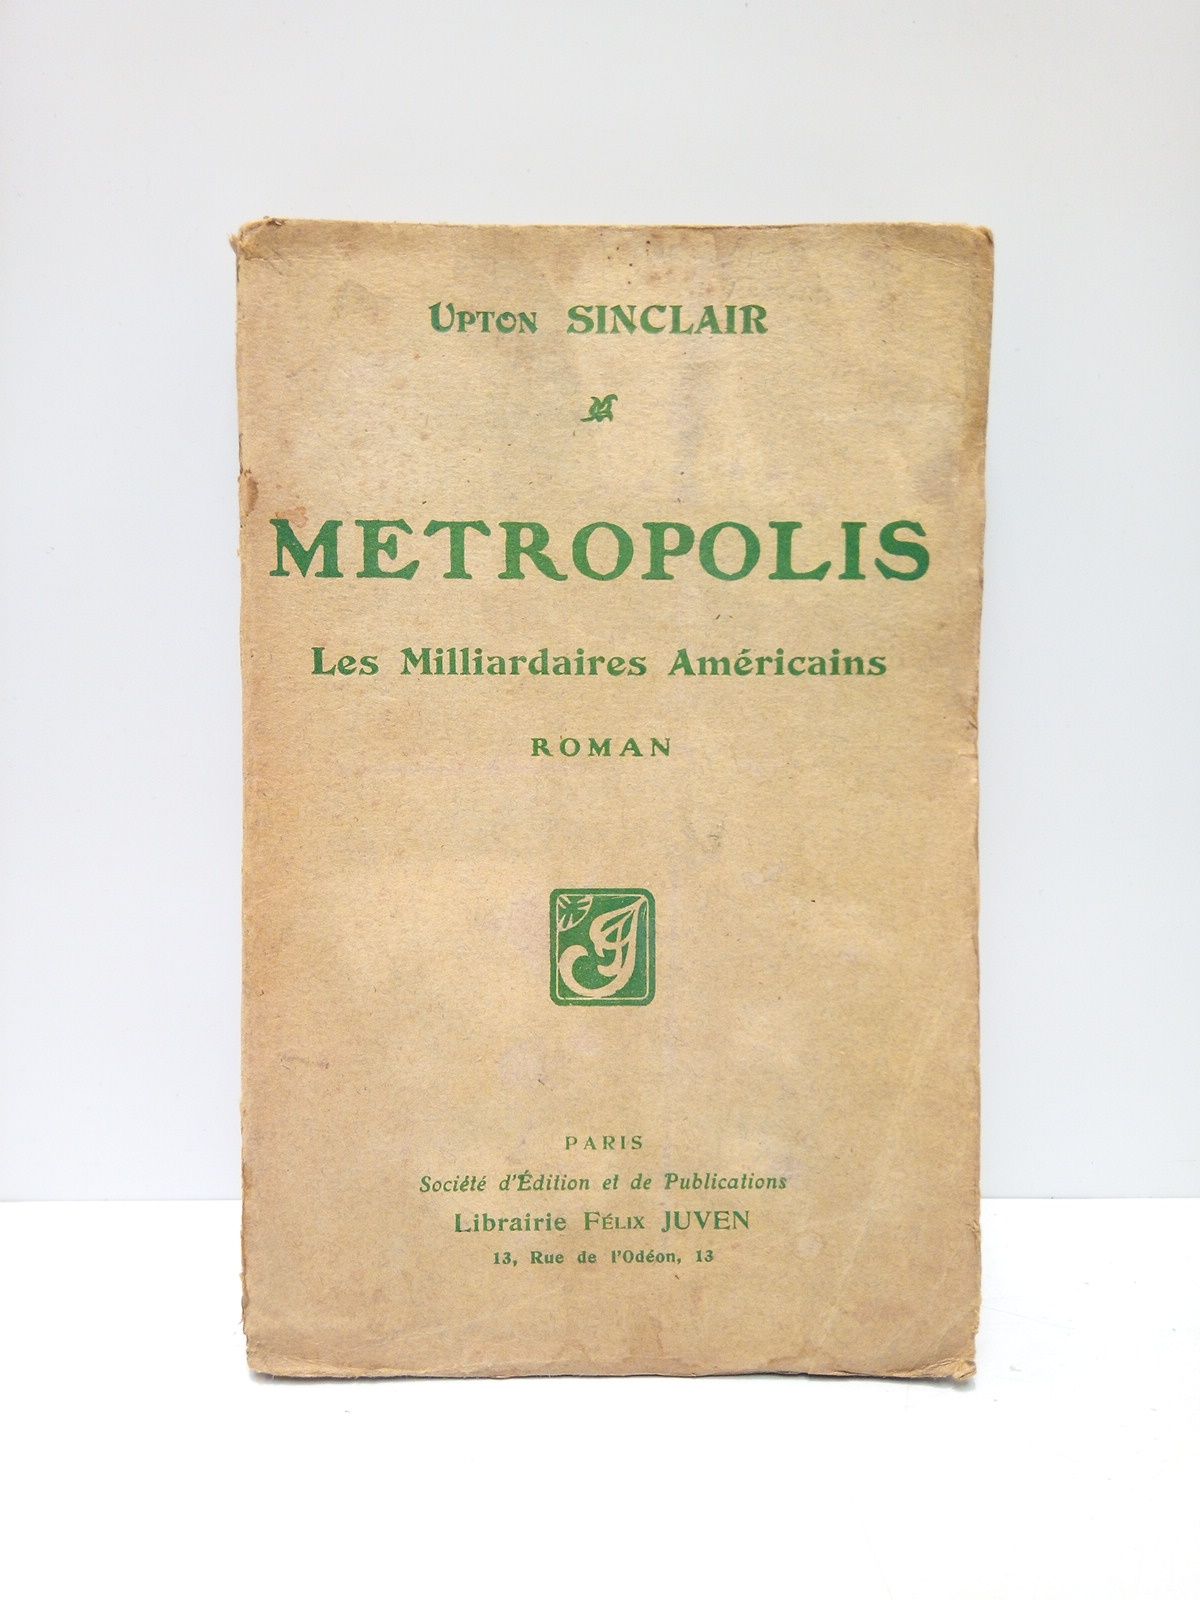 Upton SINCLAIR
METROPOLIS
Les Milliardaires Américains
ROMAN
PARIS
Société d'Édition et de Publications
Librairie Félix JUVEN
13, Rue de l'Odéon, 13